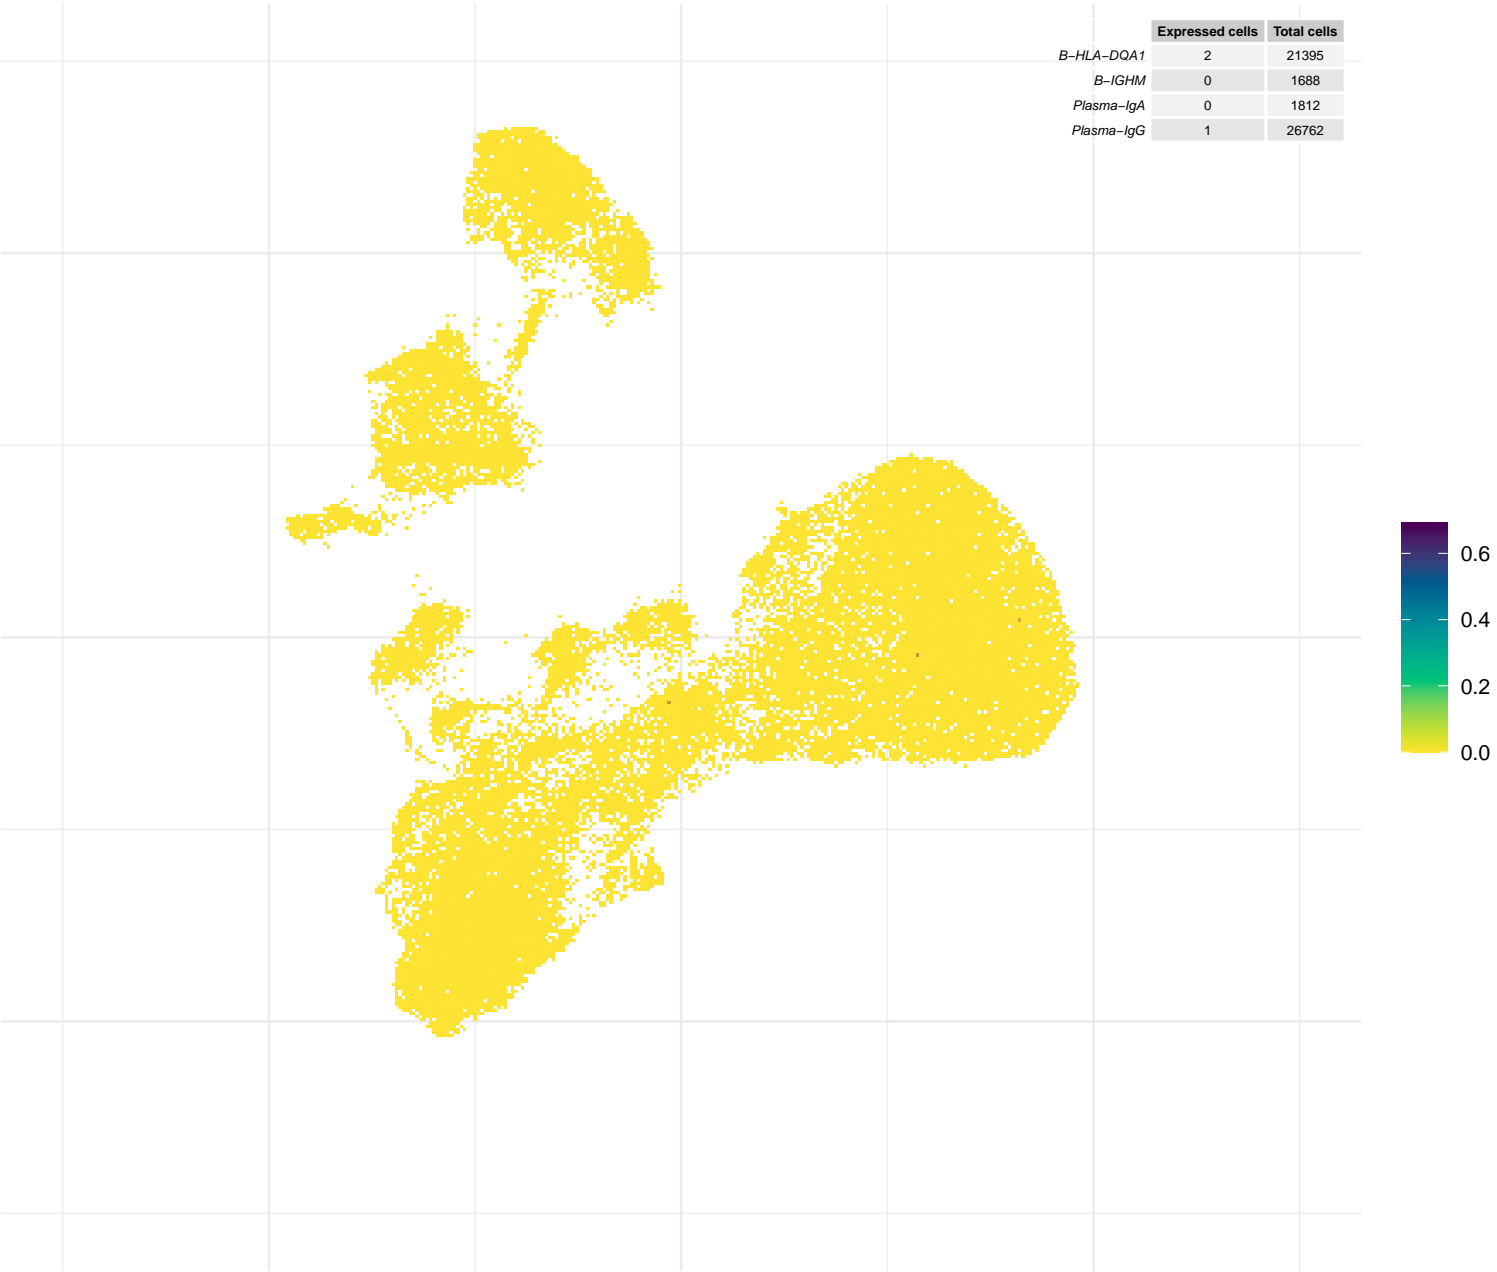 Expressed cells Total cells
B−HLA−DQA1 2 21395
B−IGHM 0 1688
Plasma−IgA 0 1812
Plasma−IgG 1 26762
0.6
0.4
0.2
0.0